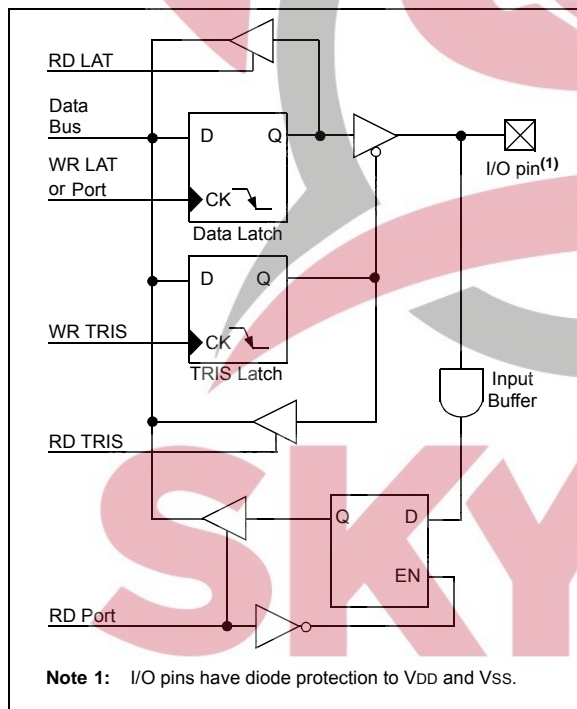 RD LAT
Data
Bus
D Q
I/O pin(1)
WR LAT
or Port
CK
Data Latch
D Q
WR TRIS
CK
TRIS Latch
Input
Buffer
RD TRIS
Q D
EN
RD Port
Note 1: I/O pins have diode protection to VDD and VSS.
SKY